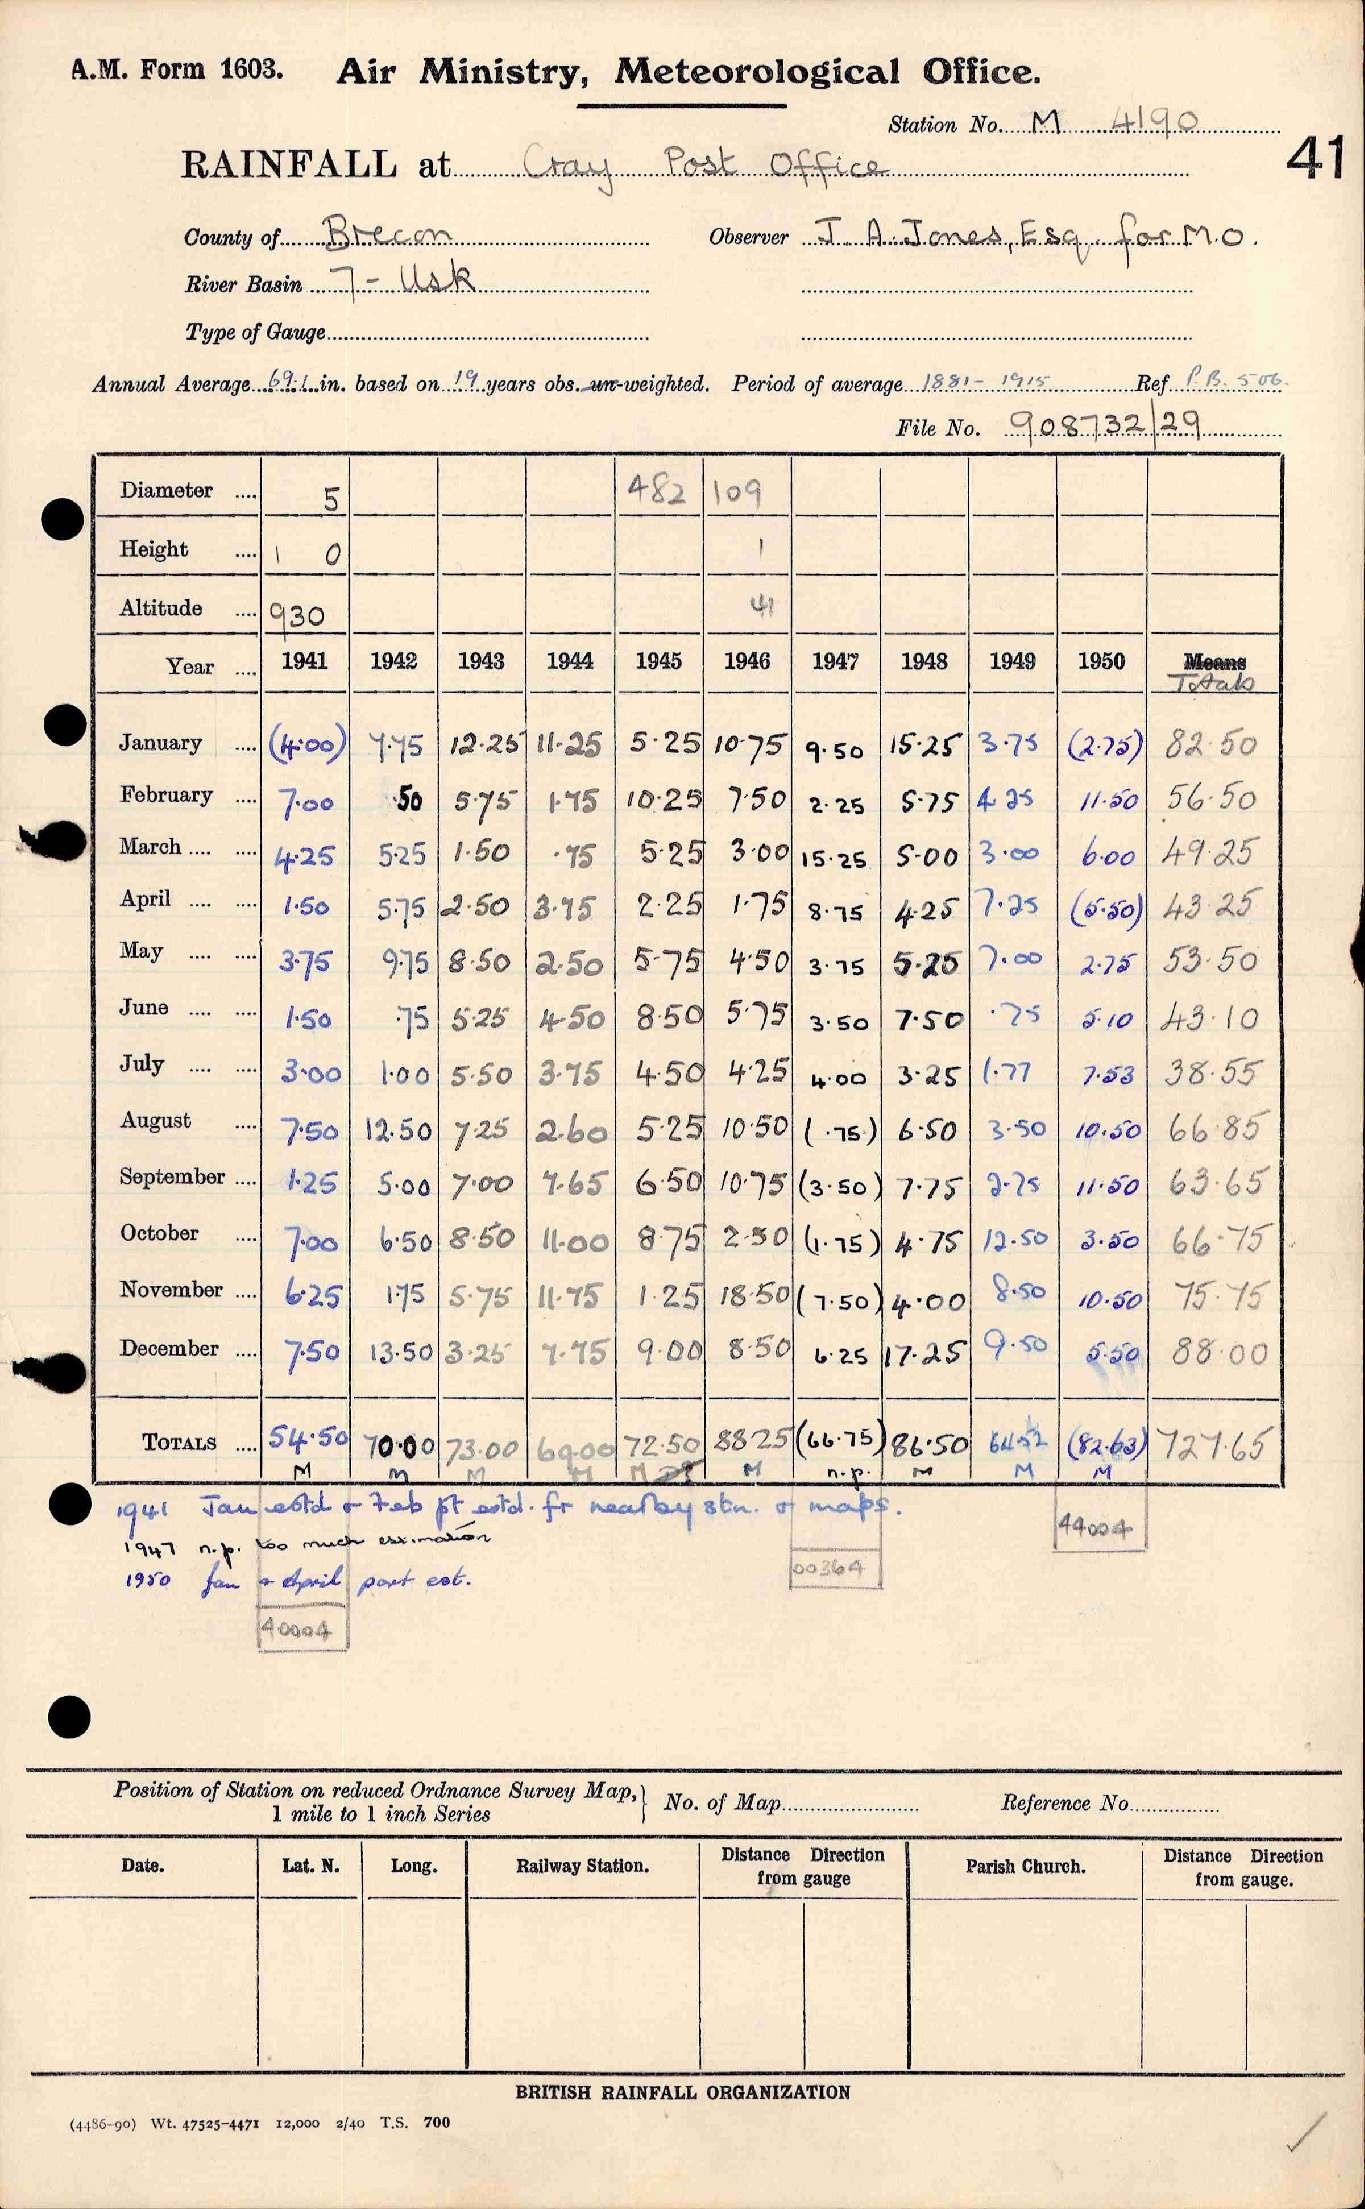 A.M. Form 1603. Air Ministry, Meteorological Office.
Station No. M 4190
41
RAINFALL at Cray Post Office
County of Brecon Observer J. A. Jones, Esq. for M.O.
River Basin 7 - Usk
Type of Gauge
Annual Average 69.1 in. based on 19 years obs. un-weighted. Period of average 1881-1915 Ref P.B. 506.
File No. 908732/29
Diameter .... 5 482 109
Height .... 1 0 1
Altitude .... 930 41
Year .... 1941 1942 1943 1944 1945 1946 1947 1948 1949 1950 Means
Totals
January .... (4.00) 7.75 12.25 11.25 5.25 10.75 9.50 15.25 3.75 (2.75) 82.50
February .... 7.00 .50 5.75 1.75 10.25 7.50 2.25 5.75 4.25 11.50 56.50
March .... .... 4.25 5.25 1.50 .75 5.25 3.00 15.25 5.00 3.00 6.00 49.25
April .... .... 1.50 5.75 2.50 3.75 2.25 1.75 8.75 4.25 7.25 (5.50) 43.25
May .... .... 3.75 9.75 8.50 2.50 5.75 4.50 3.75 5.25 7.00 2.75 53.50
June .... .... 1.50 .75 5.25 4.50 8.50 5.75 3.50 7.50 .75 5.10 43.10
July .... .... 3.00 1.00 5.50 3.75 4.50 4.25 4.00 3.25 1.77 7.53 38.55
August .... 7.50 12.50 7.25 2.60 5.25 10.50 (.75) 6.50 3.50 10.50 66.85
September .... 1.25 5.00 7.00 7.65 6.50 10.75 (3.50) 7.75 2.75 11.50 63.65
October .... 7.00 6.50 8.50 11.00 8.75 2.50 (1.75) 4.75 12.50 3.50 66.75
November .... 6.25 1.75 5.75 11.75 1.25 18.50 (7.50) 4.00 8.50 10.50 75.75
December .... 7.50 13.50 3.25 7.75 9.00 8.50 6.25 17.25 9.50 5.50 88.00
TOTALS .... 54.50 70.00 73.00 69.00 72.50 88.25 (66.75) 86.50 64.52 (82.63) 727.65
M M M M M M n.p. M M M
1941 Jan estd & Feb pt estd. fr nearby stn. & maps.
44004
1947 n.p. too much estimation
00364
1950 Jan & April part est.
40004
Position of Station on reduced Ordnance Survey Map, 1 mile to 1 inch Series } No. of Map Reference No.
Date. Lat. N. Long. Railway Station. Distance Direction from gauge Parish Church. Distance Direction from gauge.
BRITISH RAINFALL ORGANIZATION
(4486-90) Wt. 47525-4471 12,000 2/40 T.S. 700